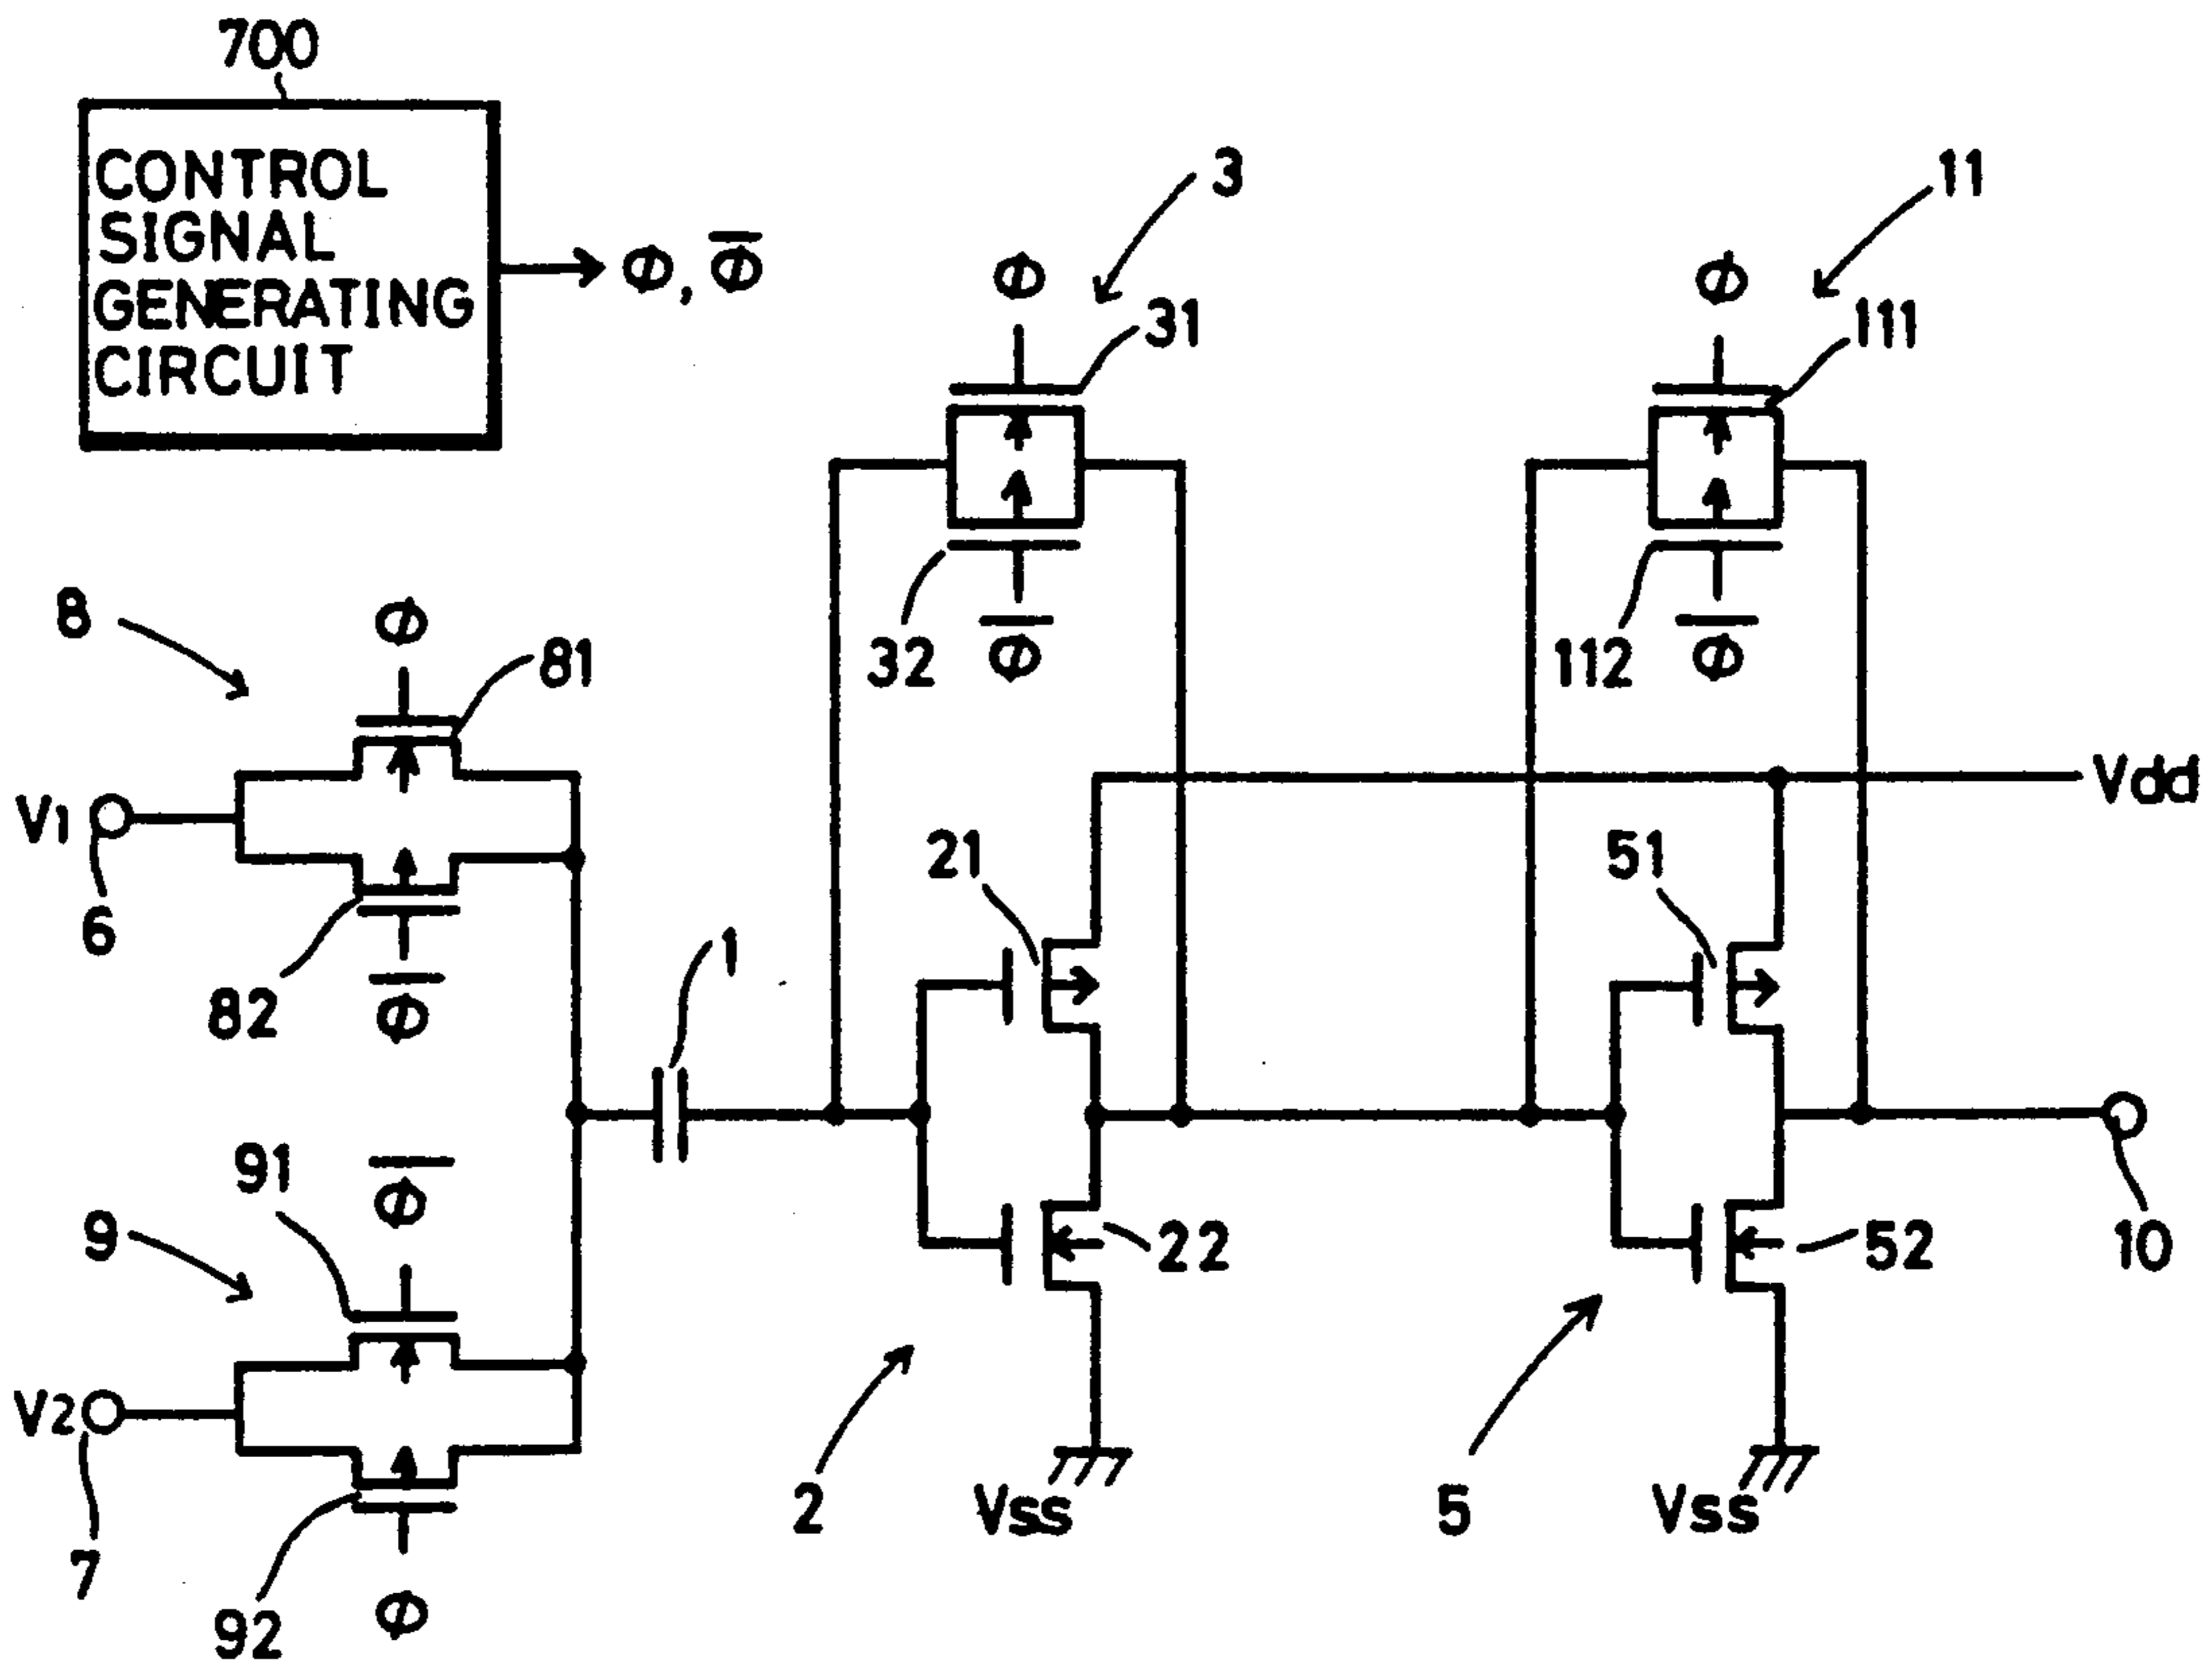 700
CONTROL
SIGNAL
GENERATING
CIRCUIT
Φ, Φ̅
3
11
Φ
Φ
31
111
8
Φ
81
32
Φ̅
112
Φ̅
V1
Vdd
21
51
6
82
Φ̅
1
91
Φ̅
9
22
52
10
V2
2
Vss
5
Vss
7
92
Φ